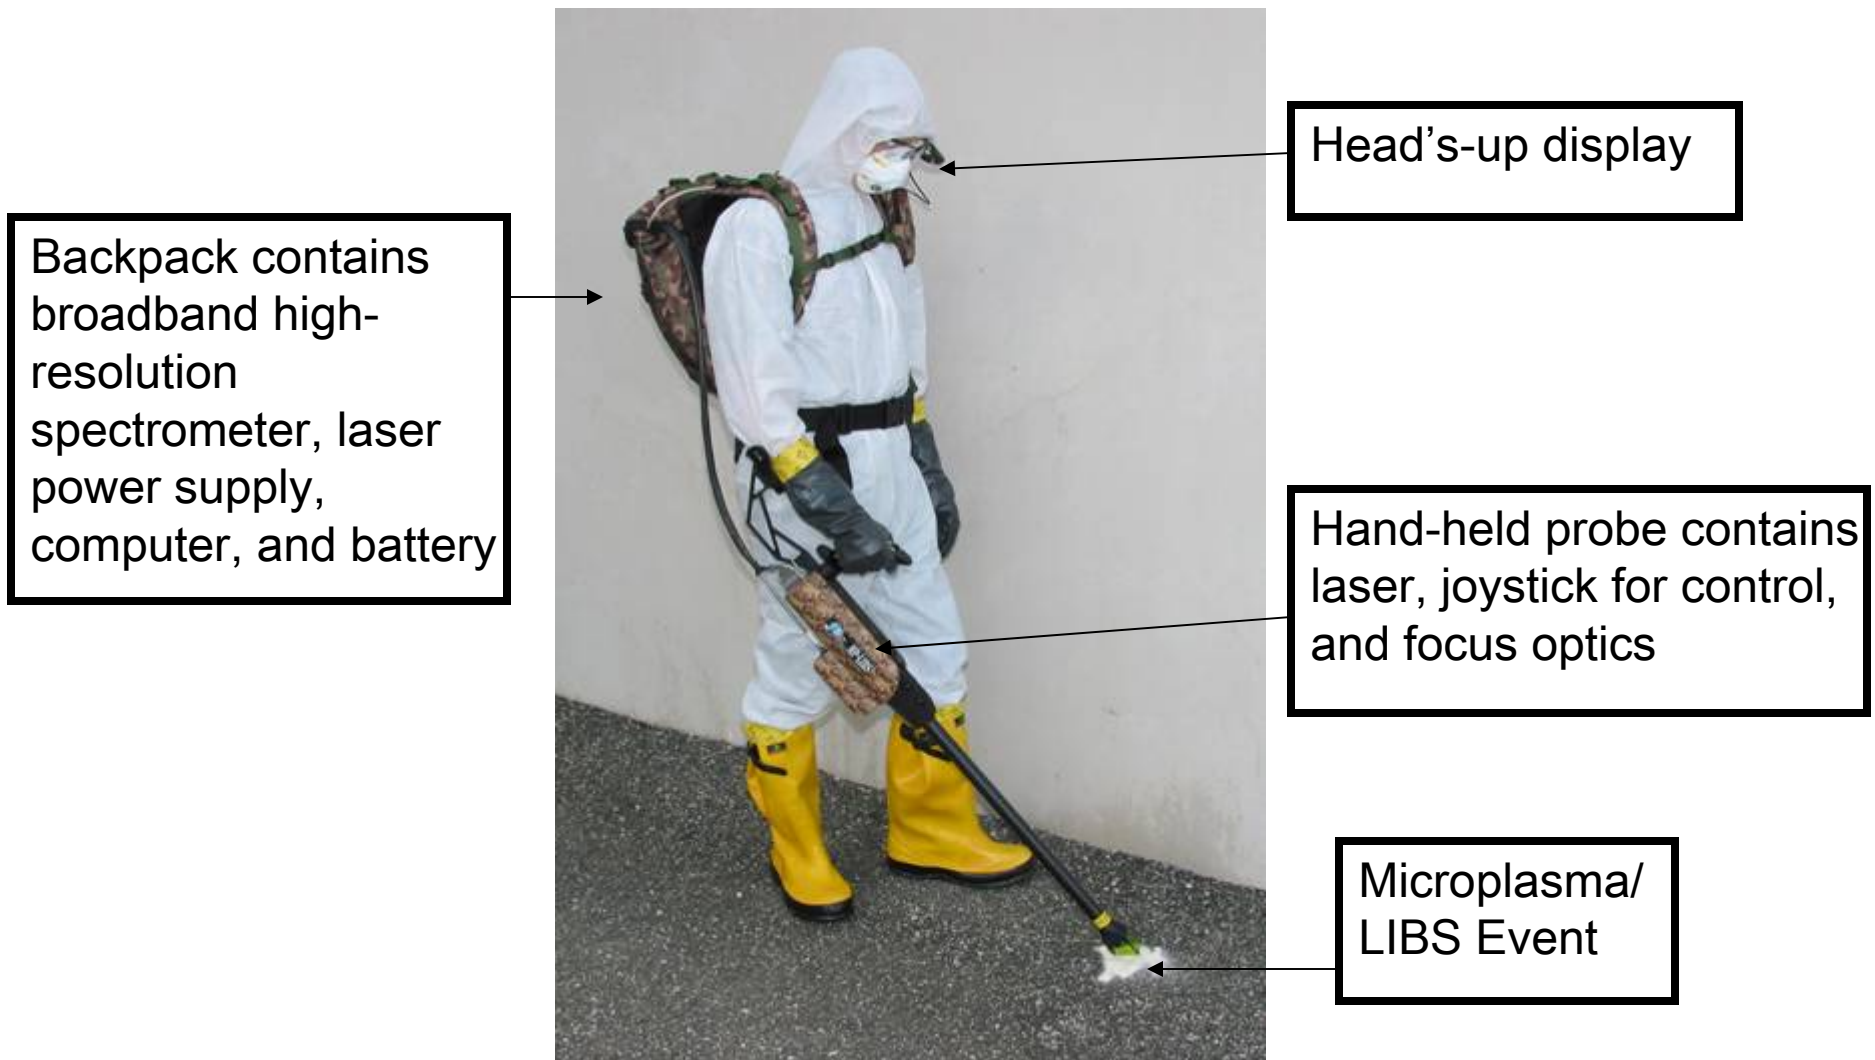 Head’s-up display
Backpack contains
broadband high-
resolution
spectrometer, laser
power supply,
computer, and battery
Hand-held probe contains
laser, joystick for control,
and focus optics
Microplasma/
LIBS Event